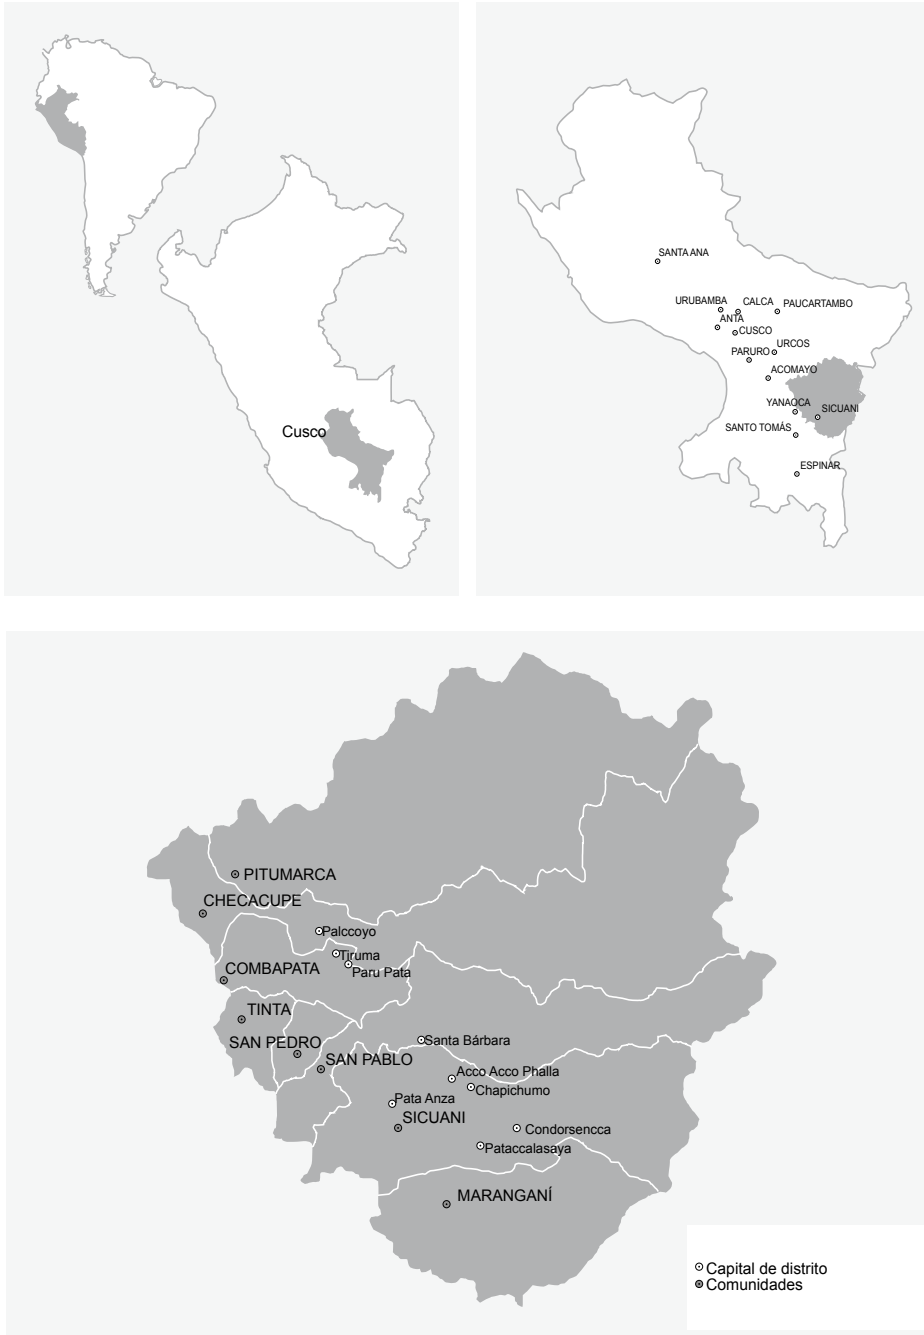 Cusco
SANTA ANA
URUBAMBA
CALCA
PAUCARTAMBO
ANTA
CUSCO
URCOS
PARURO
ACOMAYO
YANAOCA
SICUANI
SANTO TOMÁS
ESPINAR
PITUMARCA
CHECACUPE
Palccoyo
Tiruma
COMBAPATA
Paru Pata
TINTA
SAN PEDRO
Santa Bárbara
SAN PABLO
Acco Acco Phalla
Chapichumo
Pata Anza
SICUANI
Condorsencca
Pataccalasaya
MARANGANÍ
Capital de distrito
Comunidades